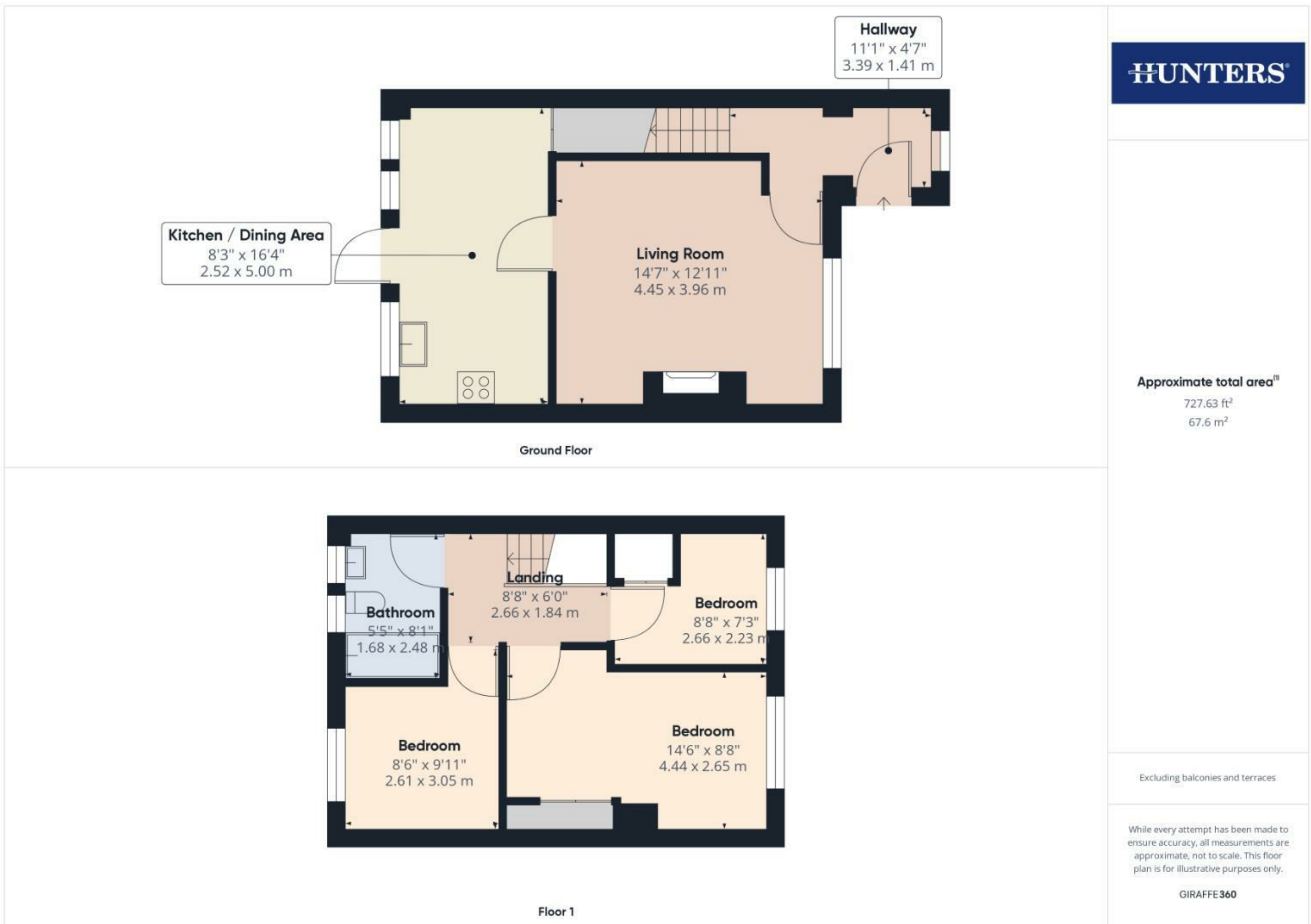 Hallway
11'1" x 4'7"
3.39 x 1.41 m
HUNTERS®
Kitchen / Dining Area
8'3" x 16'4"
2.52 x 5.00 m
Living Room
14'7" x 12'11"
4.45 x 3.96 m
Ground Floor
Approximate total area⁽¹⁾
727.63 ft²
67.6 m²
Landing
8'8" x 6'0"
2.66 x 1.84 m
Bathroom
5'5" x 8'1"
1.68 x 2.48 m
Bedroom
8'8" x 7'3"
2.66 x 2.23 m
Bedroom
8'6" x 9'11"
2.61 x 3.05 m
Bedroom
14'6" x 8'8"
4.44 x 2.65 m
Floor 1
Excluding balconies and terraces
While every attempt has been made to
ensure accuracy, all measurements are
approximate, not to scale. This floor
plan is for illustrative purposes only.
GIRAFFE360